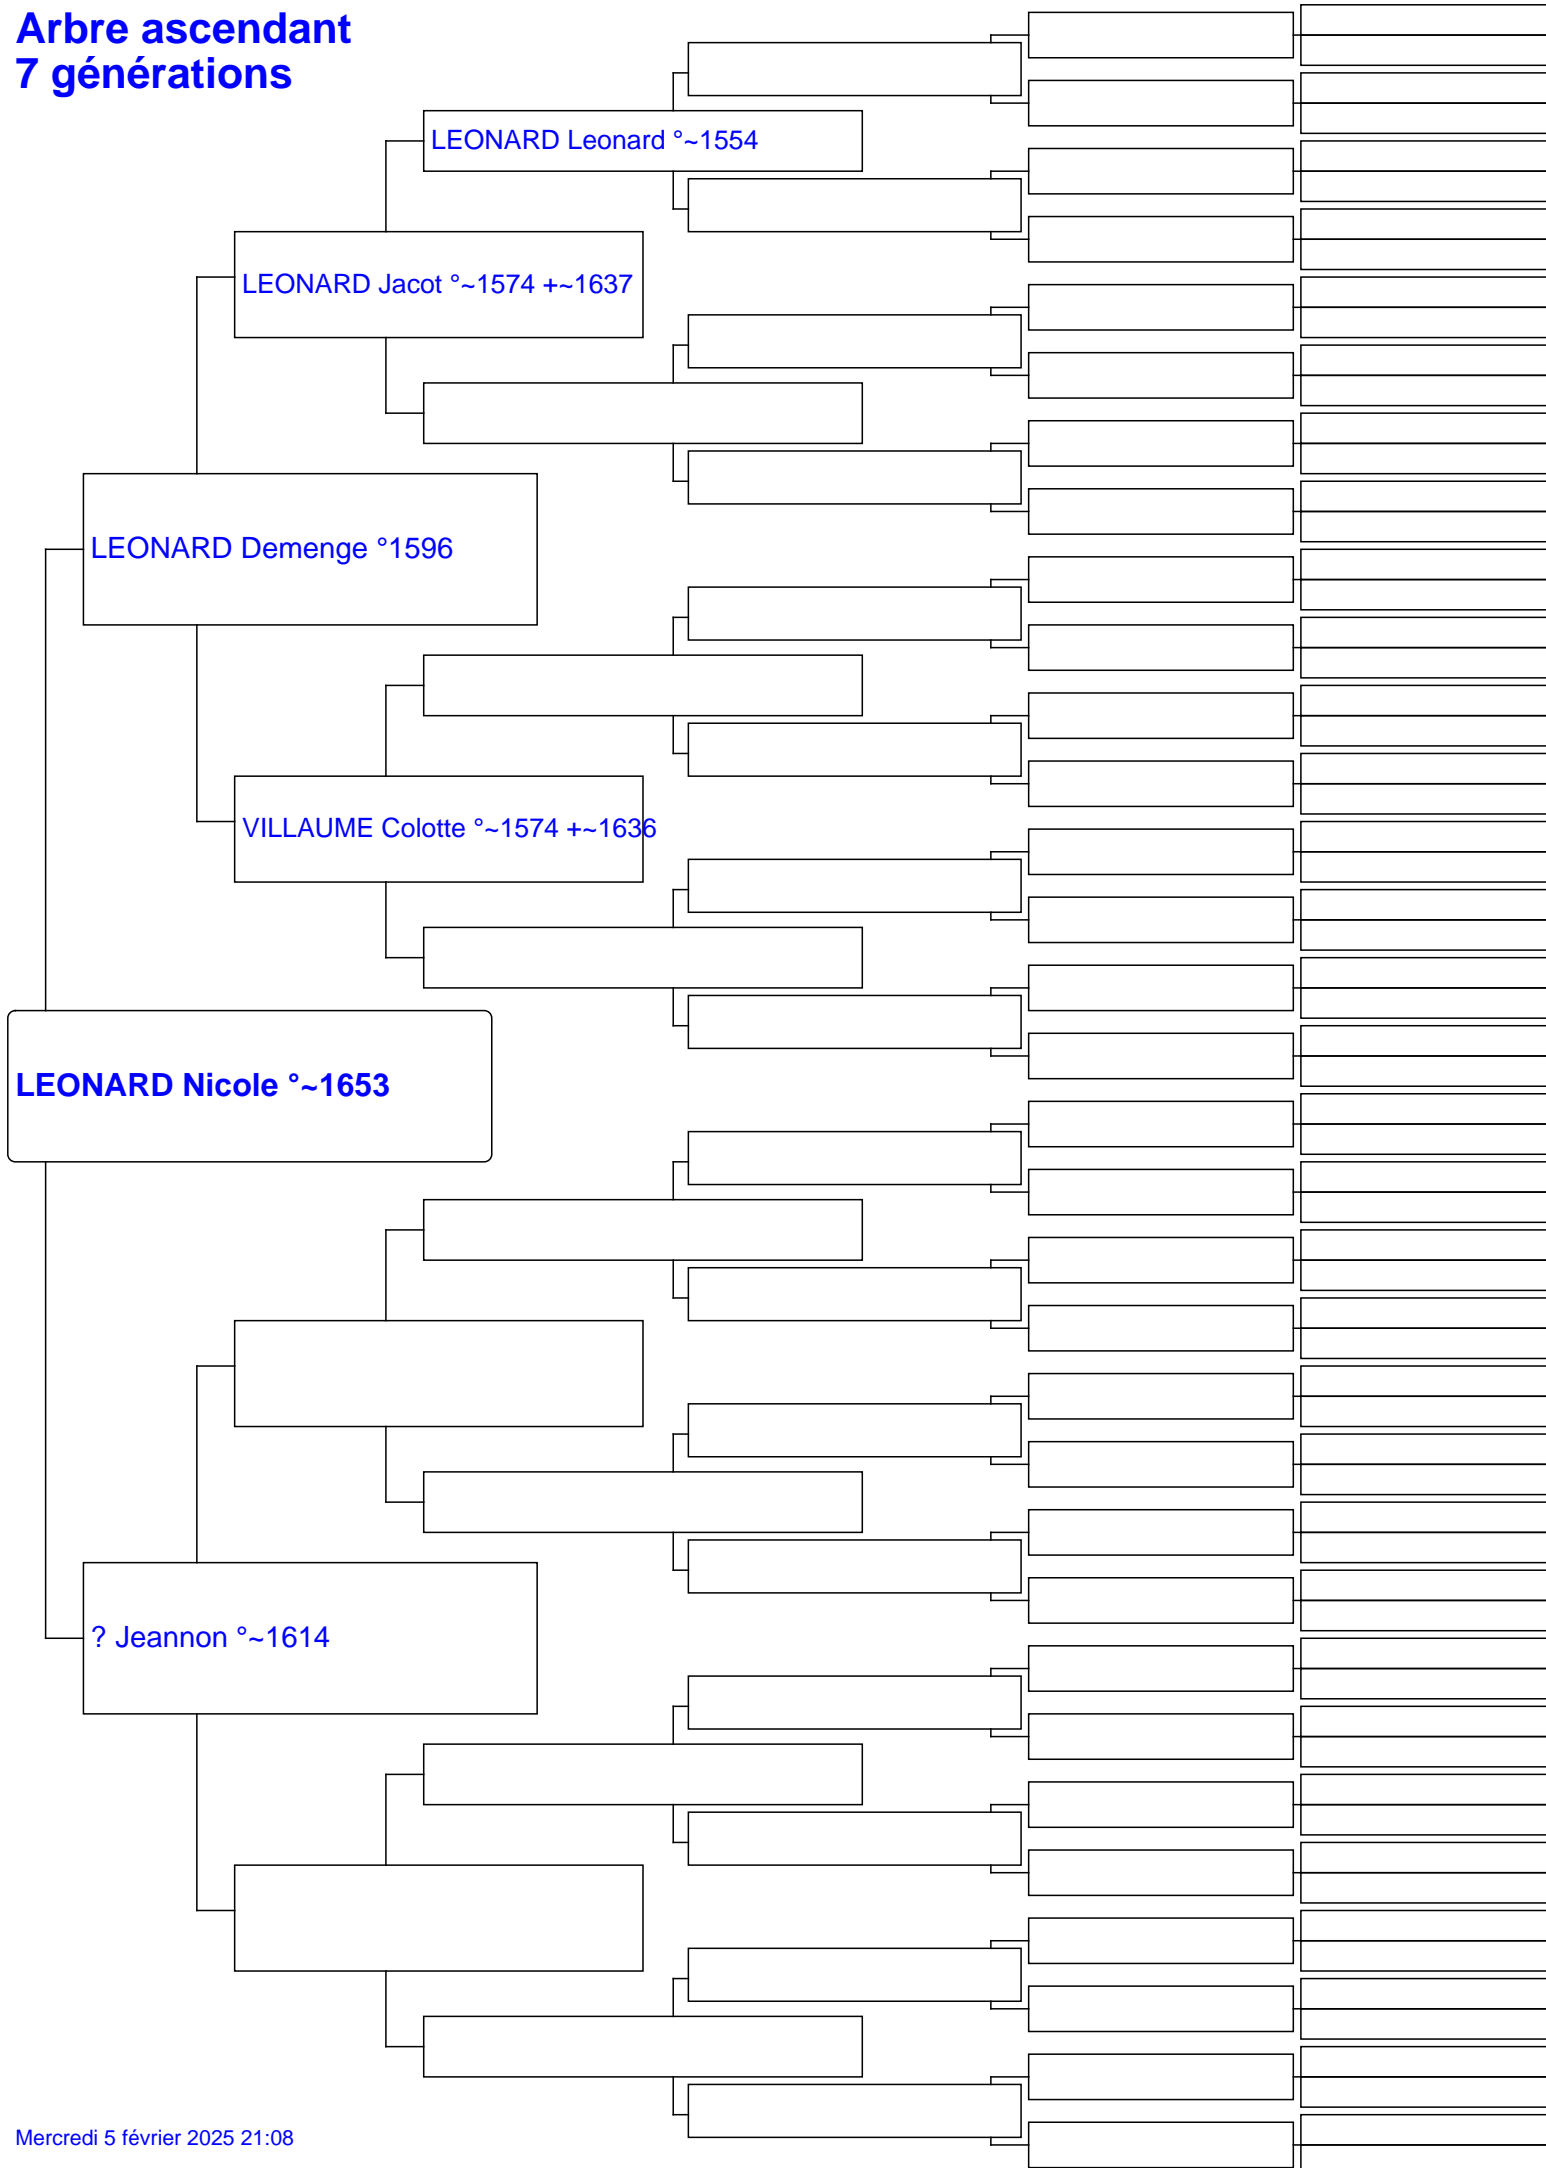 Arbre ascendant
7 générations
LEONARD Leonard °~1554
LEONARD Jacot °~1574 +~1637
LEONARD Demenge °1596
VILLAUME Colotte °~1574 +~1636
LEONARD Nicole °~1653
? Jeannon °~1614
Mercredi 5 février 2025 21:08